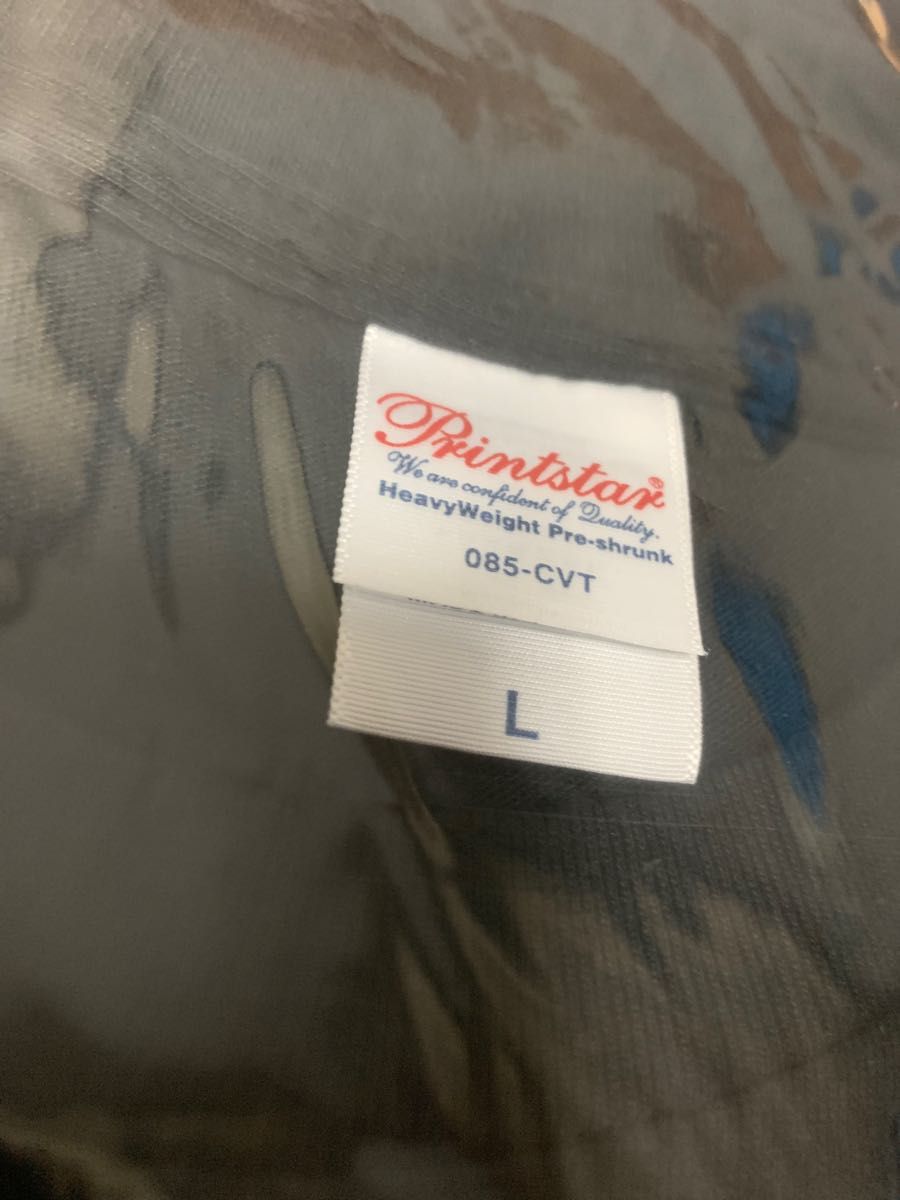 Printstar®
We are confident of Quality.
HeavyWeight Pre-shrunk
085-CVT
L